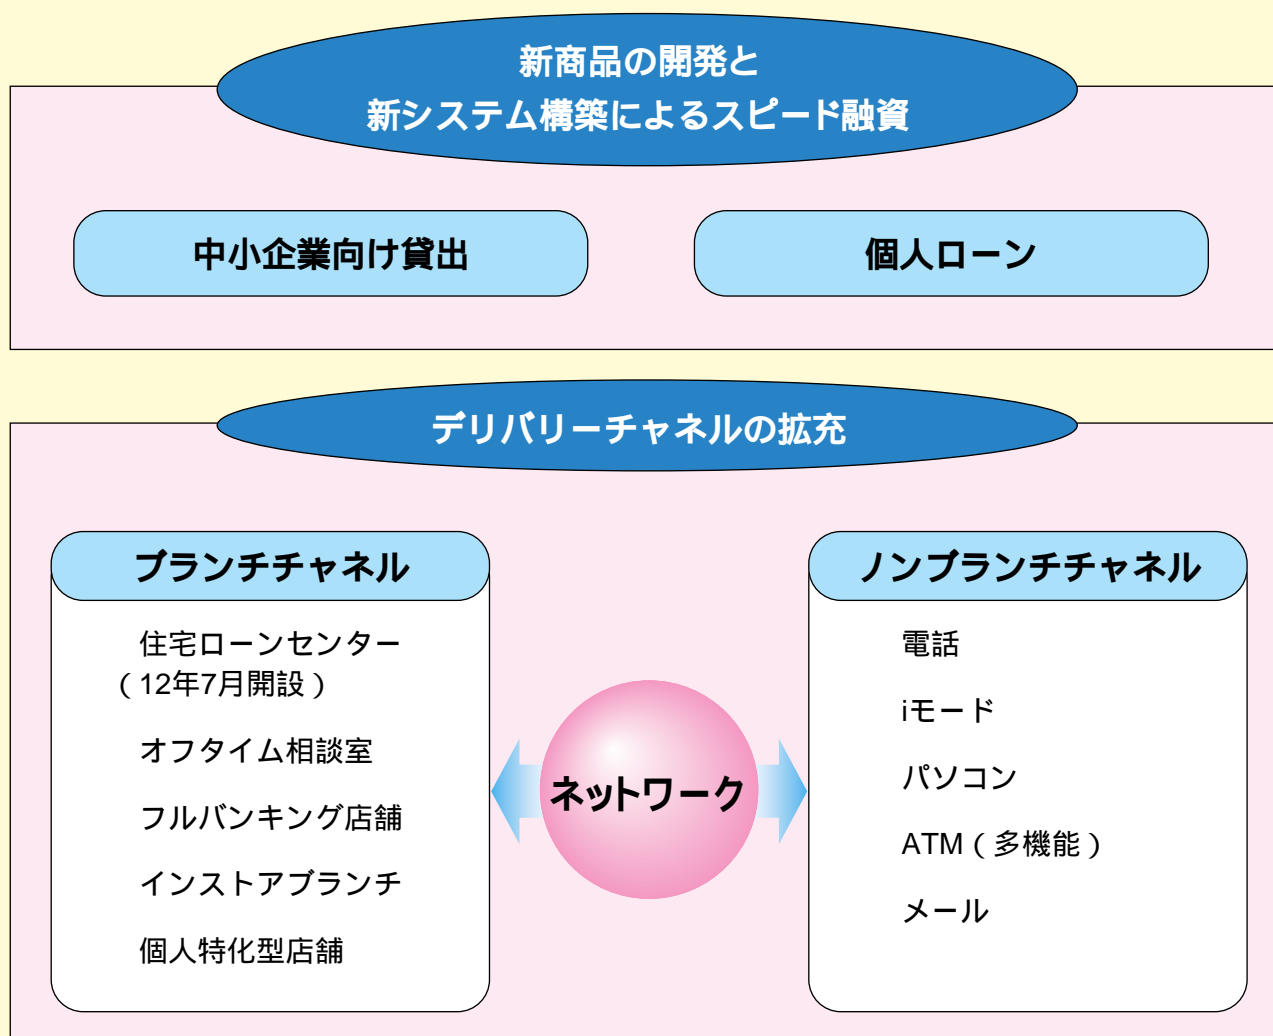 新商品の開発と
新システム構築によるスピード融資
中小企業向け貸出
個人ローン
デリバリーチャネルの拡充
ブランチチャネル
住宅ローンセンター
（12年7月開設）
オフタイム相談室
フルバンキング店舗
インストアブランチ
個人特化型店舗
ネットワーク
ノンブランチチャネル
電話
iモード
パソコン
ATM（多機能）
メール